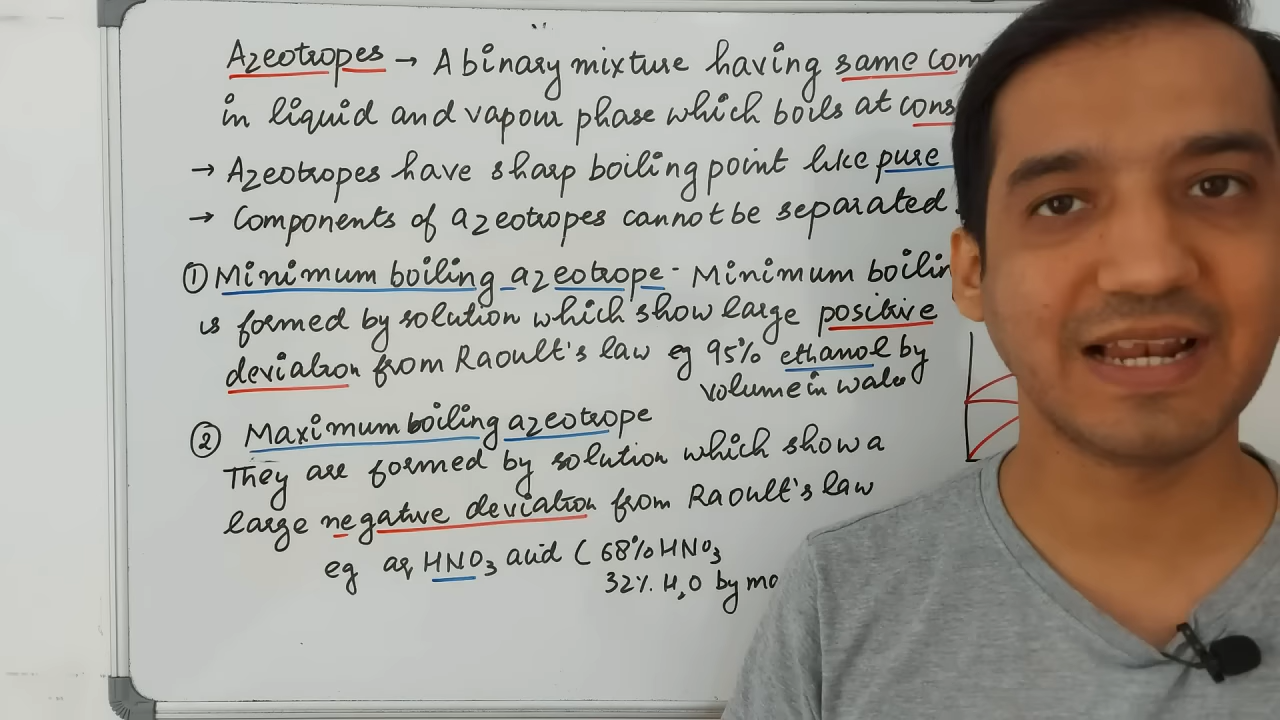 Azeotropes → A binary mixture having same com
in liquid and vapour phase which boils at cons
→ Azeotropes have sharp boiling point like pure
→ Components of azeotropes cannot be separated.
① Minimum boiling azeotrope - Minimum boilin
is formed by solution which show large positive
deviation from Raoult's law eg 95% ethanol by
volume in water
② Maximum boiling azeotrope
They are formed by solution which show a
large negative deviation from Raoult's law
eg aq HNO₃ acid ( 68% HNO₃
32% H₂O by ma